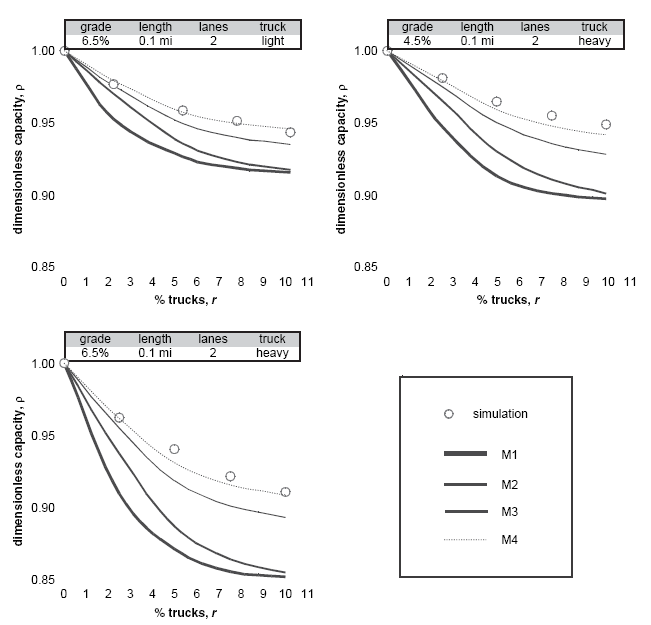 grade length lanes truck
6.5% 0.1 mi 2 light
1.00
0.95
0.90
0.85
dimensionless capacity, ρ
0 1 2 3 4 5 6 7 8 9 10 11
% trucks, r
grade length lanes truck
4.5% 0.1 mi 2 heavy
1.00
0.95
0.90
0.85
dimensionless capacity, ρ
0 1 2 3 4 5 6 7 8 9 10 11
% trucks, r
grade length lanes truck
6.5% 0.1 mi 2 heavy
1.00
0.95
0.90
0.85
dimensionless capacity, ρ
0 1 2 3 4 5 6 7 8 9 10 11
% trucks, r
simulation
M1
M2
M3
M4